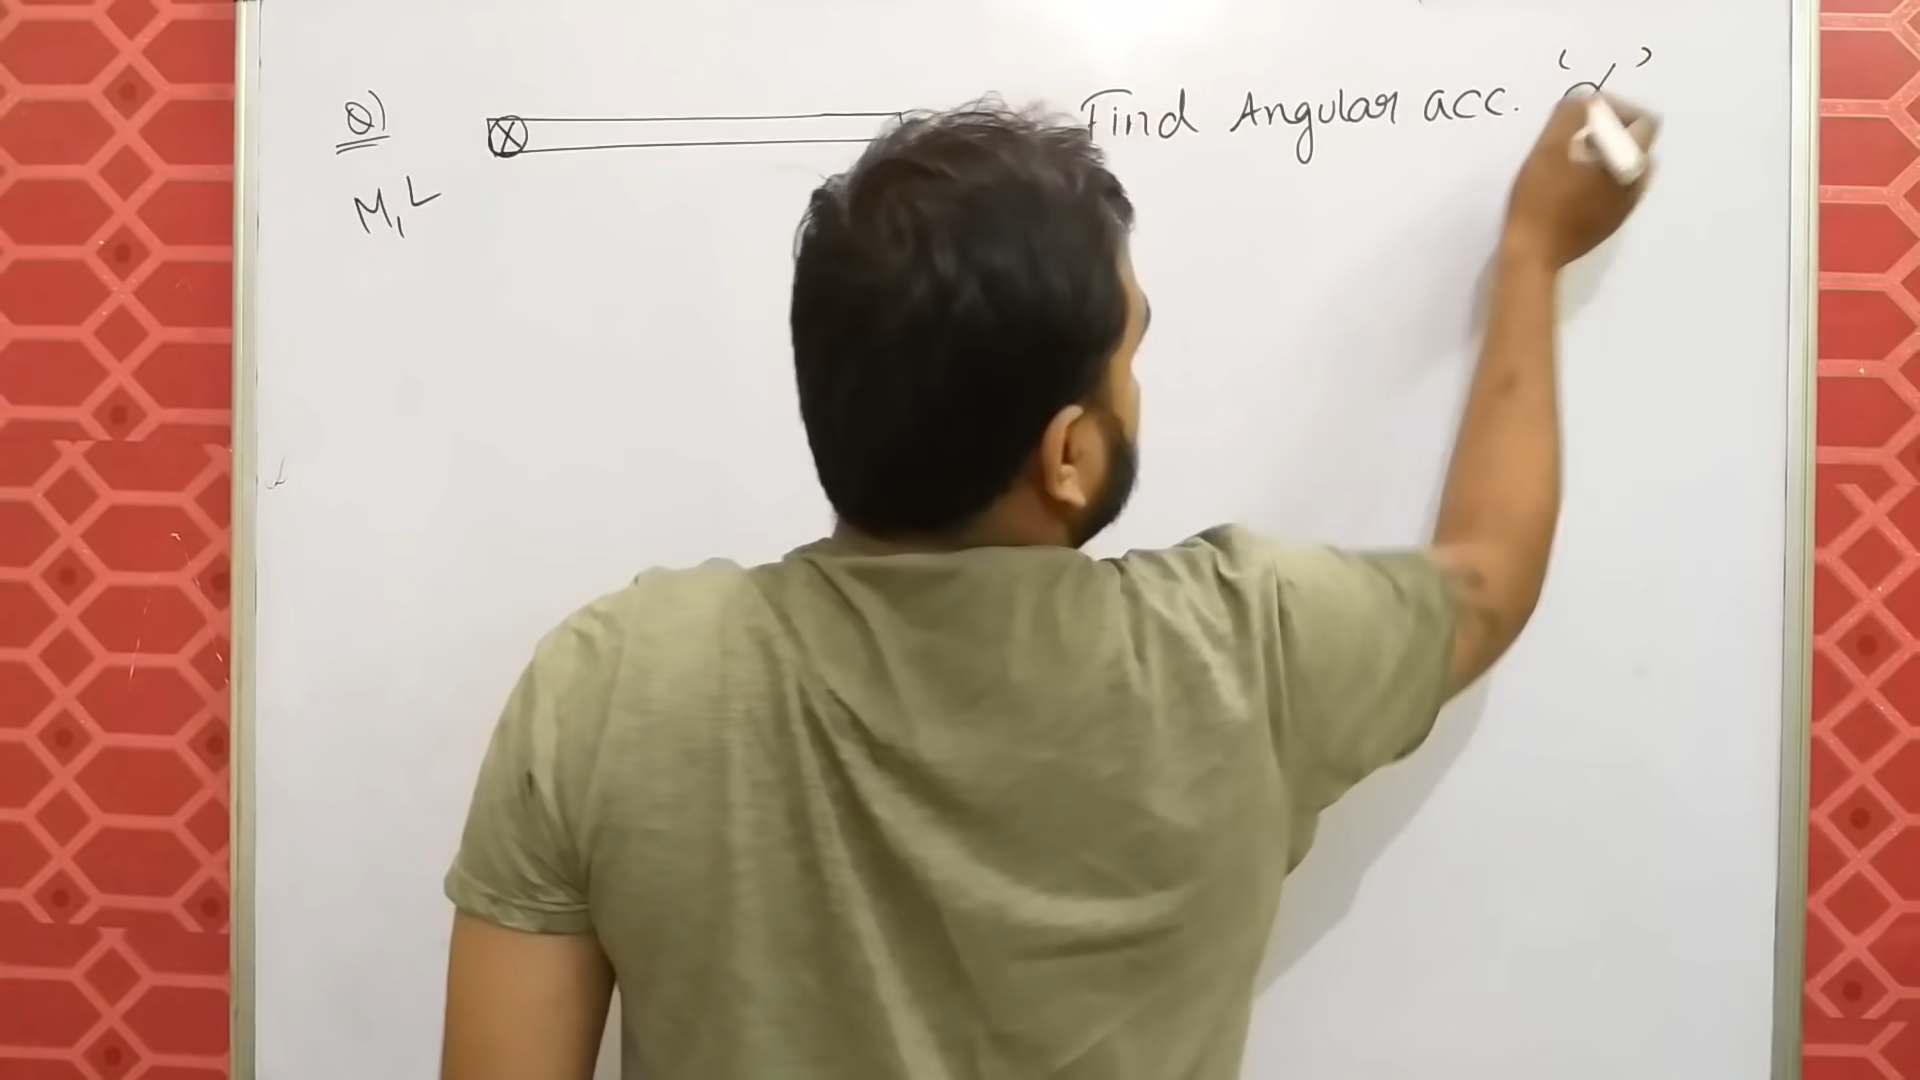 Q) Find Angular acc. ‘α’
M, L